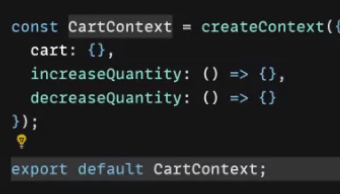 const CartContext = createContext({
cart: {},
increaseQuantity: () => {},
decreaseQuantity: () => {}
});
export default CartContext;